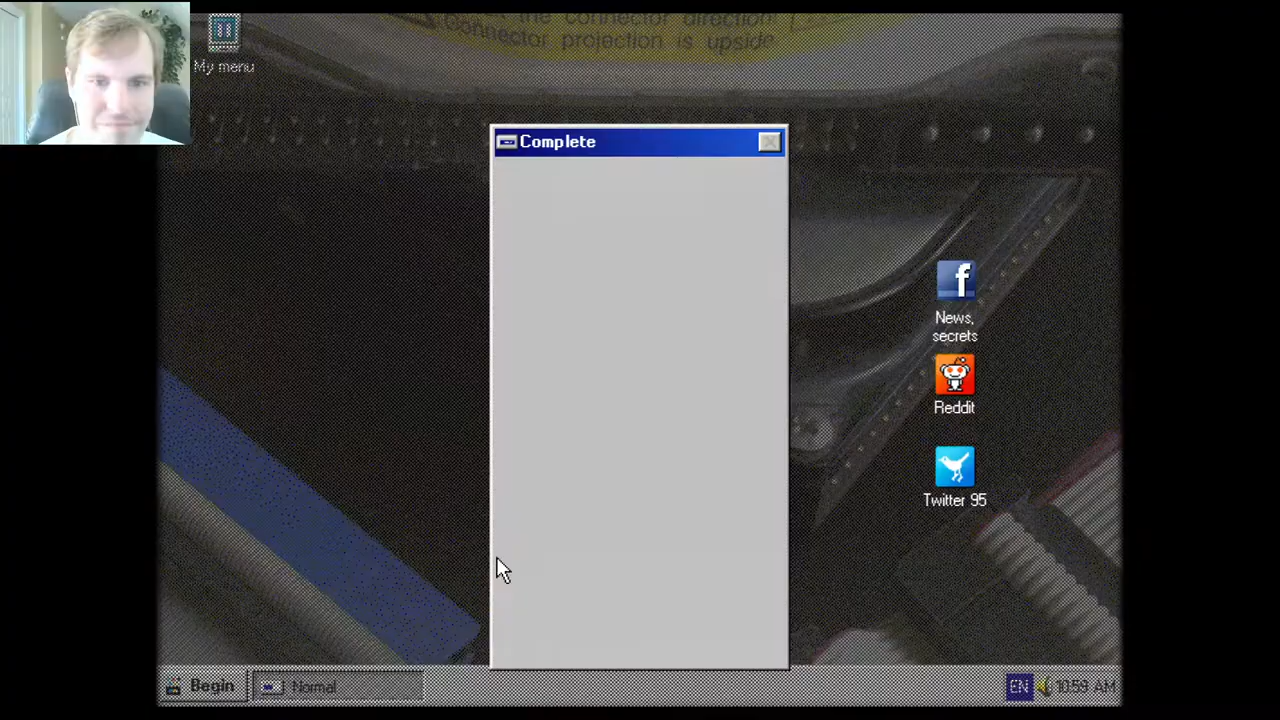 the connector direction
Connector projection is upside
My menu
Complete
News,
secrets
Reddit
Twitter 95
Begin
Normal
EN
10:59 AM